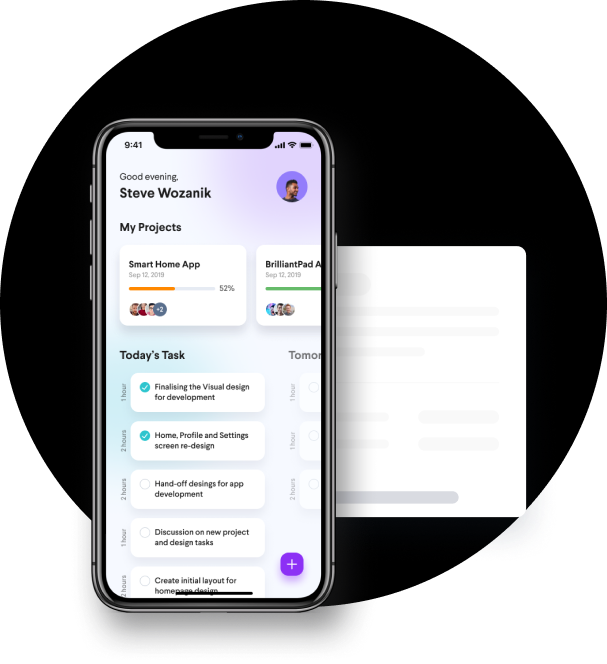 9:41
Good evening,
Steve Wozanik
My Projects
Smart Home App
Sep 12, 2019
52%
+2
BrilliantPad A
Sep 12, 2019
Today's Task
Tomor
1 hour
Finalising the Visual design
for development
1 hour
2 hours
Home, Profile and Settings
screen re-design
1 hour
2 hours
Hand-off desings for app
development
2 hours
1 hour
Discussion on new project
and design tasks
2 hours
Create initial layout for
homepage design